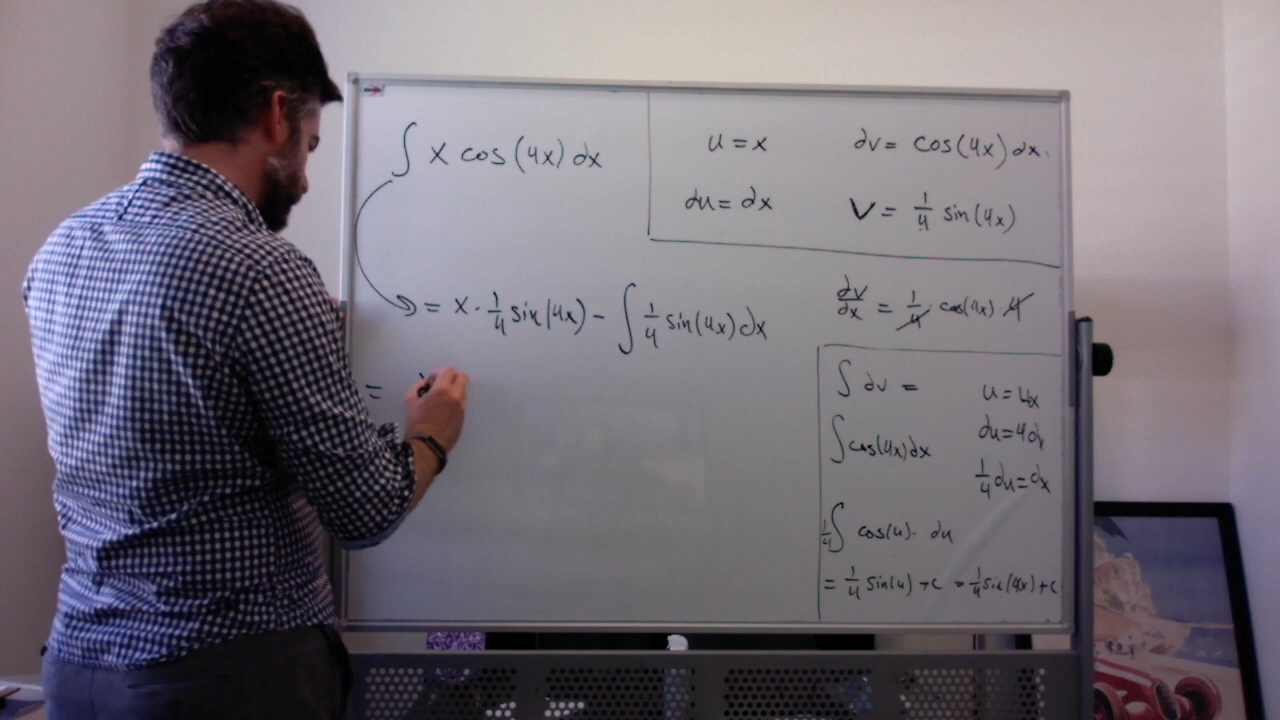 ∫ x cos(4x) dx
u = x
dv = cos(4x) dx
du = dx
v = 1/4 sin(4x)
= x · 1/4 sin(4x) − ∫ 1/4 sin(4x) dx
dv/dx = 1/4 cos(4x) · 4
=
∫ dv =
u = 4x
∫ cos(4x) dx
du = 4dx
1/4 du = dx
1/4 ∫ cos(u) · du
= 1/4 sin(u) + c = 1/4 sin(4x) + c